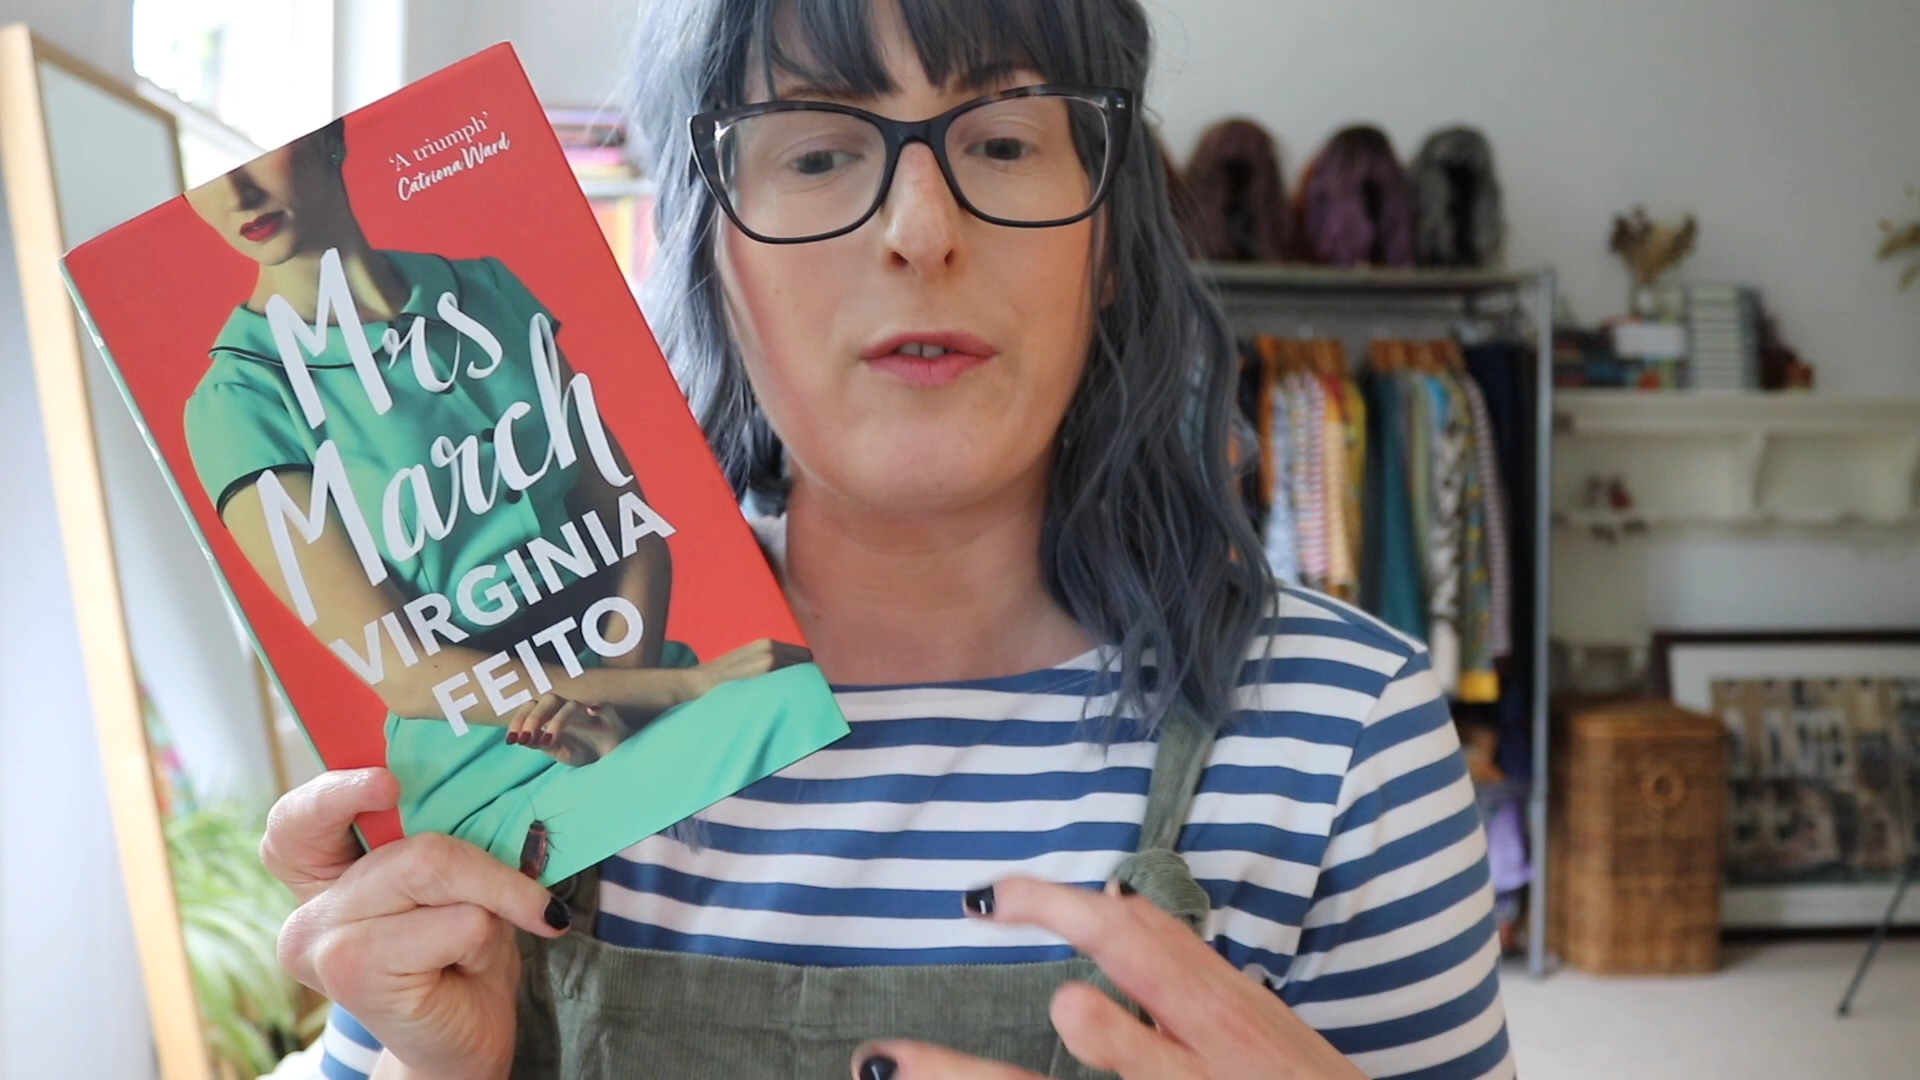 ‘A triumph’
Catriona Ward
Mrs
March
VIRGINIA
FEITO